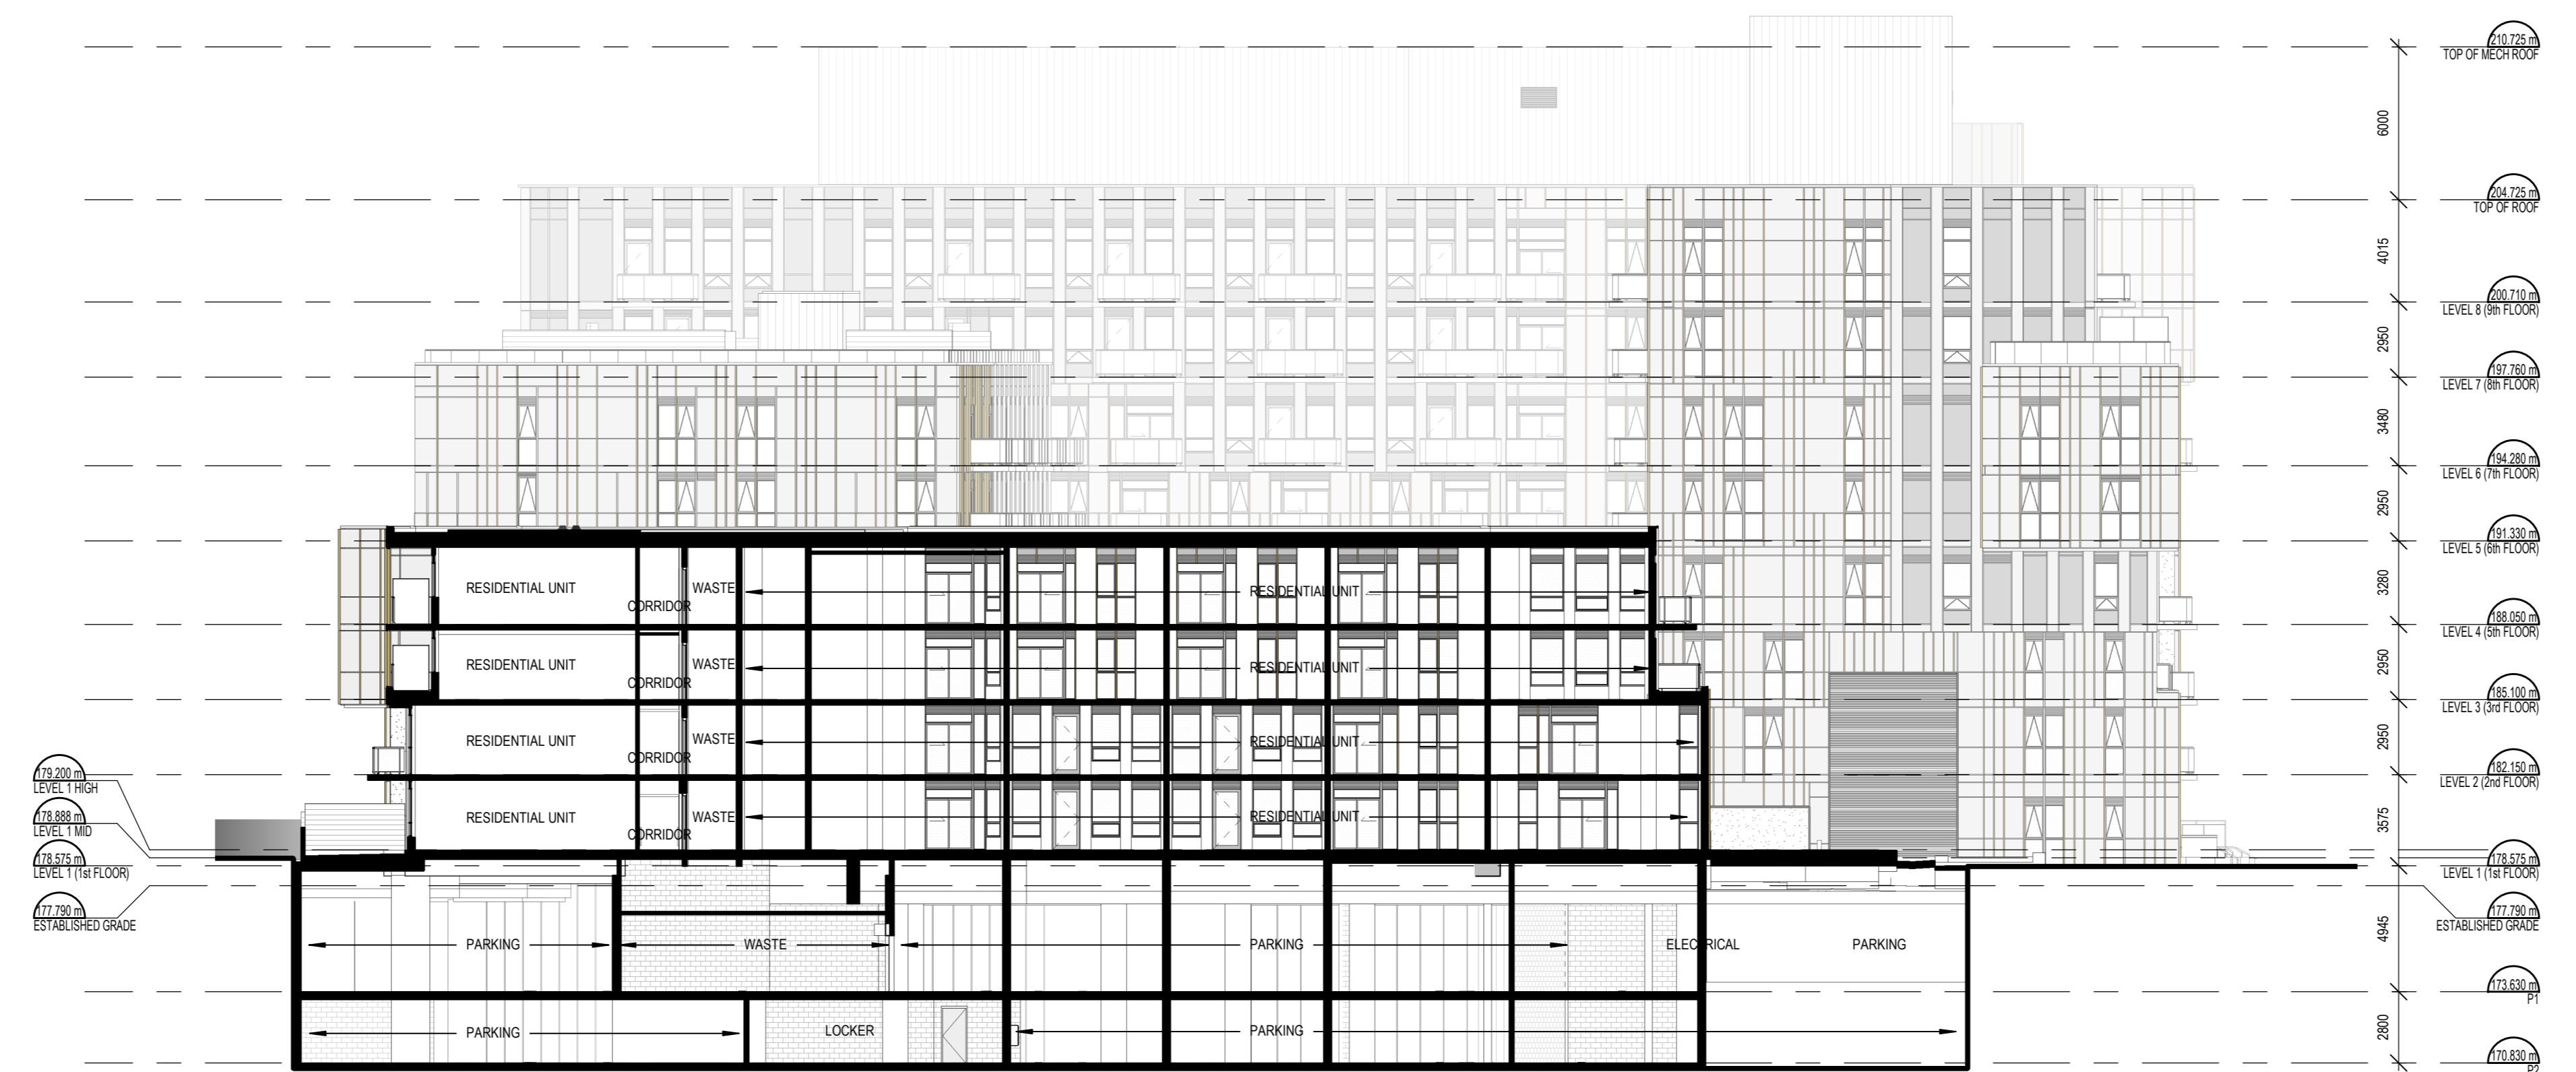 210.725 m
TOP OF MECH ROOF
6000
204.725 m
TOP OF ROOF
4015
200.710 m
LEVEL 8 (9th FLOOR)
2950
197.760 m
LEVEL 7 (8th FLOOR)
3480
194.280 m
LEVEL 6 (7th FLOOR)
2950
191.330 m
LEVEL 5 (6th FLOOR)
3280
188.050 m
LEVEL 4 (5th FLOOR)
2950
185.100 m
LEVEL 3 (3rd FLOOR)
2950
182.150 m
LEVEL 2 (2nd FLOOR)
3575
178.575 m
LEVEL 1 (1st FLOOR)
177.790 m
ESTABLISHED GRADE
4945
173.630 m
P1
2800
170.830 m
P2
179.200 m
LEVEL 1 HIGH
178.888 m
LEVEL 1 MID
178.575 m
LEVEL 1 (1st FLOOR)
177.790 m
ESTABLISHED GRADE
RESIDENTIAL UNIT CORRIDOR WASTE RESIDENTIAL UNIT
RESIDENTIAL UNIT CORRIDOR WASTE RESIDENTIAL UNIT
RESIDENTIAL UNIT CORRIDOR WASTE RESIDENTIAL UNIT
RESIDENTIAL UNIT CORRIDOR WASTE RESIDENTIAL UNIT
PARKING WASTE PARKING ELECTRICAL PARKING
PARKING LOCKER PARKING